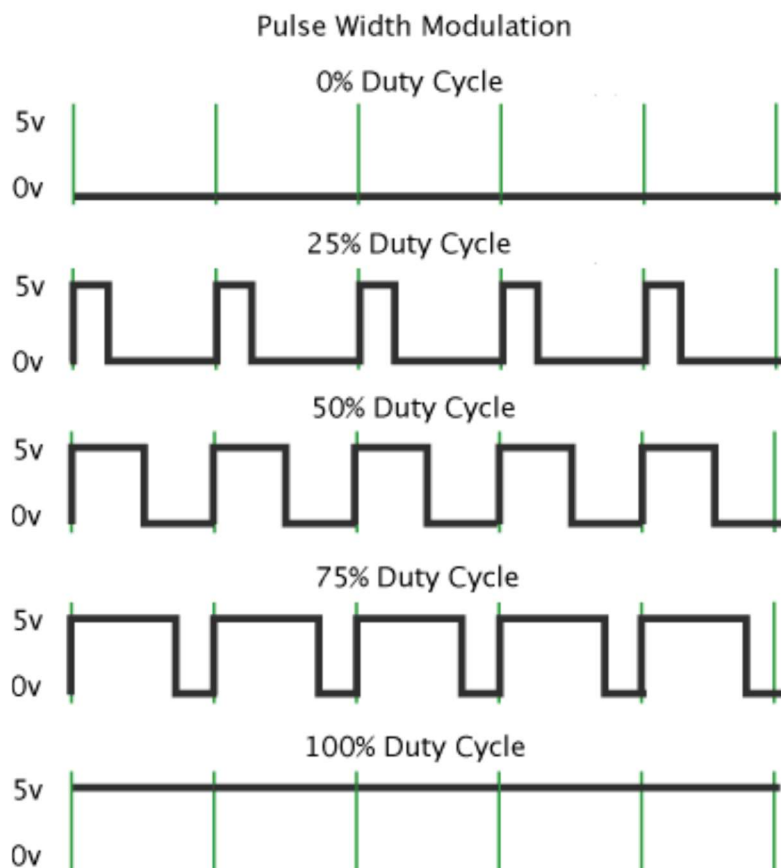 Pulse Width Modulation
0% Duty Cycle
5v
0v
25% Duty Cycle
5v
0v
50% Duty Cycle
5v
0v
75% Duty Cycle
5v
0v
100% Duty Cycle
5v
0v